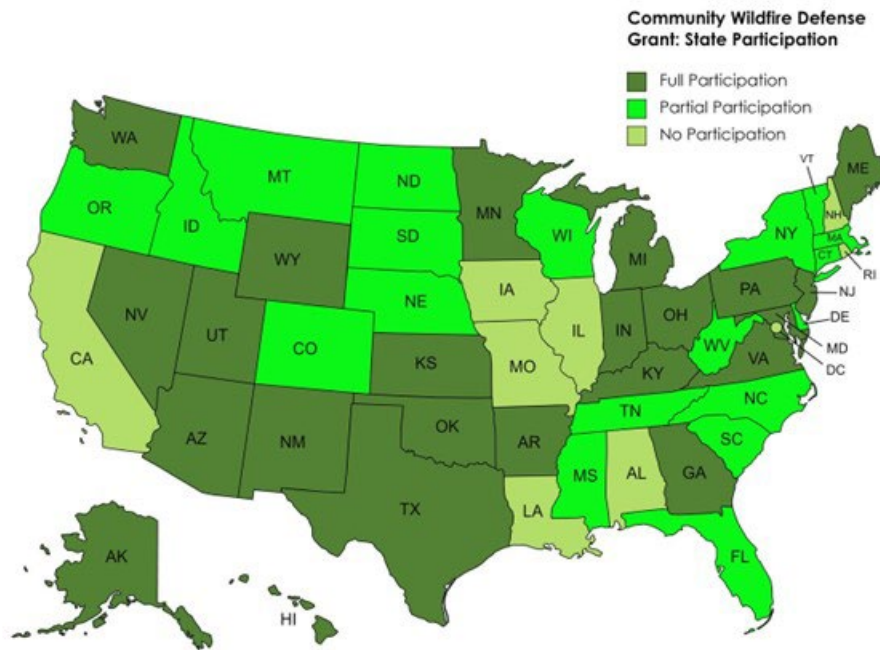 Community Wildfire Defense
Grant: State Participation
Full Participation
Partial Participation
No Participation
WA
MT
ND
MN
VT
ME
OR
ID
SD
WI
NY
NH
MA
CT
RI
WY
MI
NE
IA
PA
NJ
NV
UT
IL
IN
OH
DE
CA
CO
KS
MO
WV
VA
MD
DC
KY
AZ
NM
OK
AR
TN
NC
SC
MS
AL
GA
TX
LA
FL
AK
HI